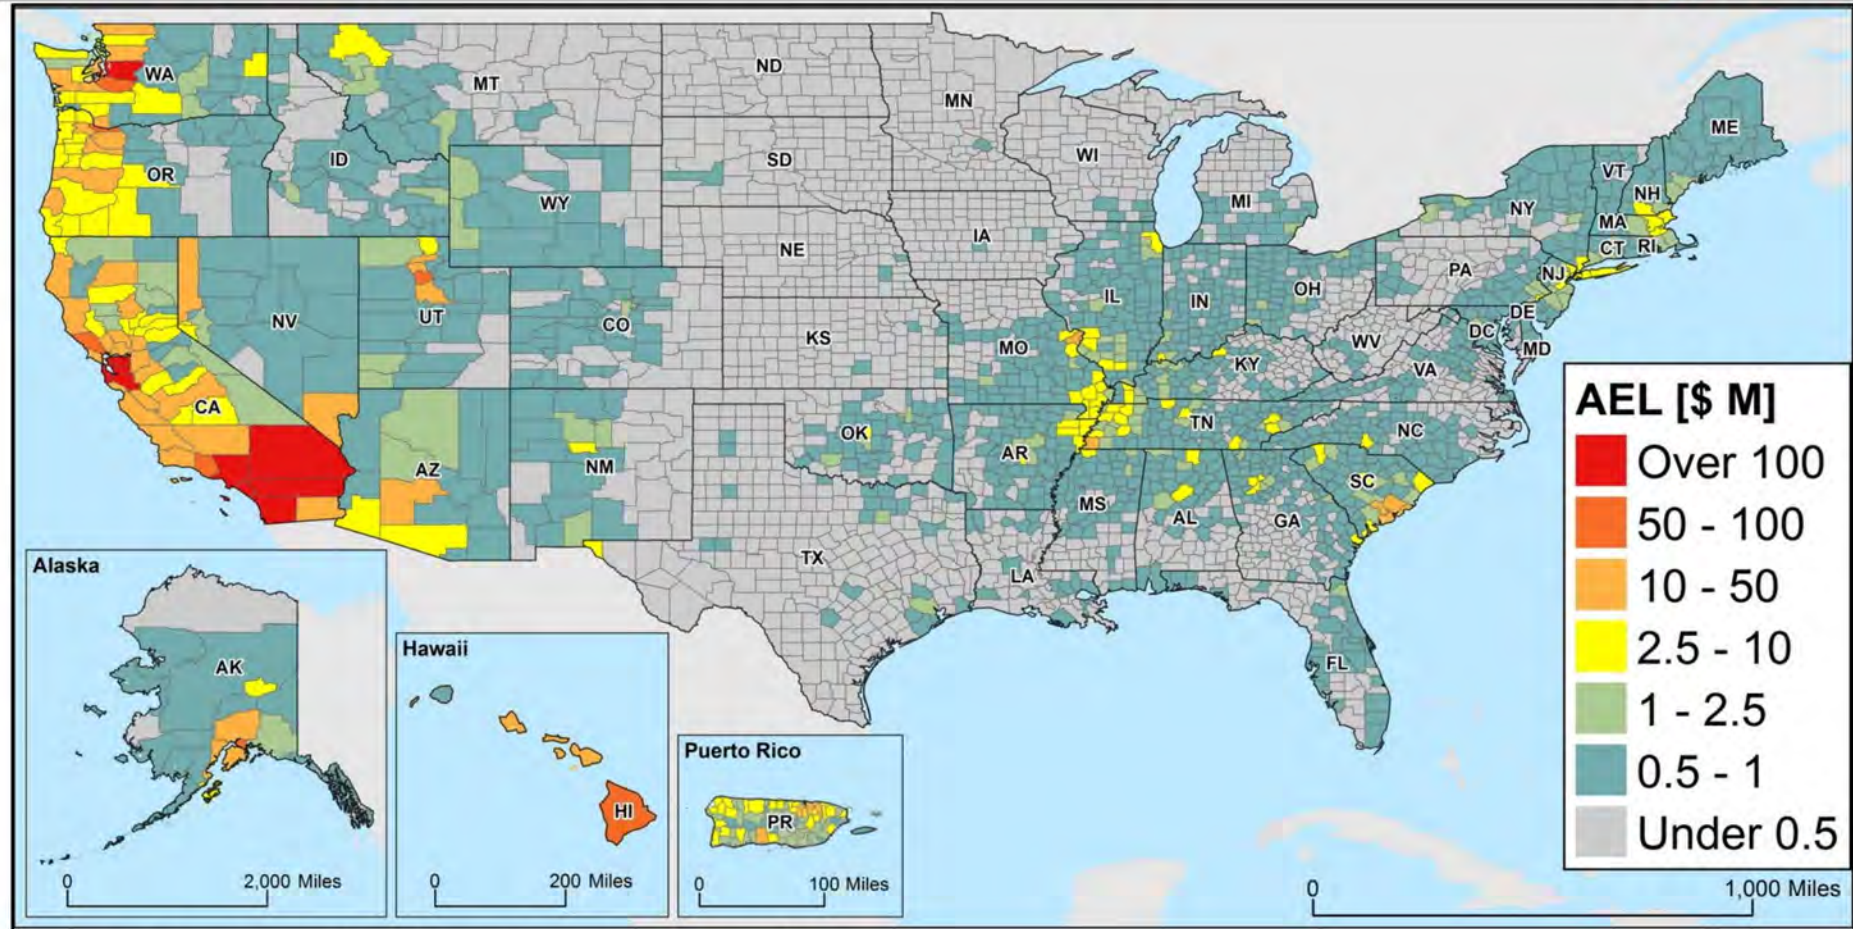 WA
MT
ND
MN
ME
OR
ID
SD
WI
MI
VT
NH
NY
MA
CT
RI
WY
NE
IA
PA
NJ
NV
UT
CO
KS
MO
IL
IN
OH
DE
DC
MD
WV
VA
KY
CA
AZ
NM
OK
AR
TN
NC
SC
MS
AL
GA
TX
LA
FL
AEL [$ M]
Over 100
50 - 100
10 - 50
2.5 - 10
1 - 2.5
0.5 - 1
Under 0.5
Alaska
AK
0 2,000 Miles
Hawaii
HI
0 200 Miles
Puerto Rico
PR
0 100 Miles
0 1,000 Miles